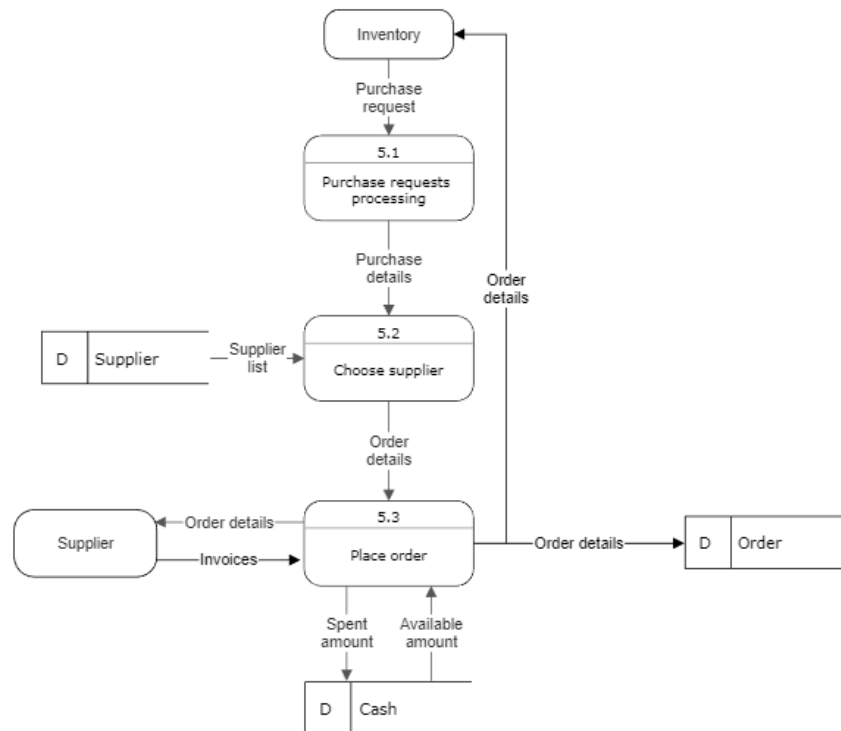 Inventory
Purchase
request
5.1
Purchase requests
processing
Purchase
details
Order
details
5.2
D
Supplier
Supplier
list
Choose supplier
Order
details
5.3
Order details
Supplier
Invoices
Place order
Order details
D
Order
Spent
amount
Available
amount
D
Cash